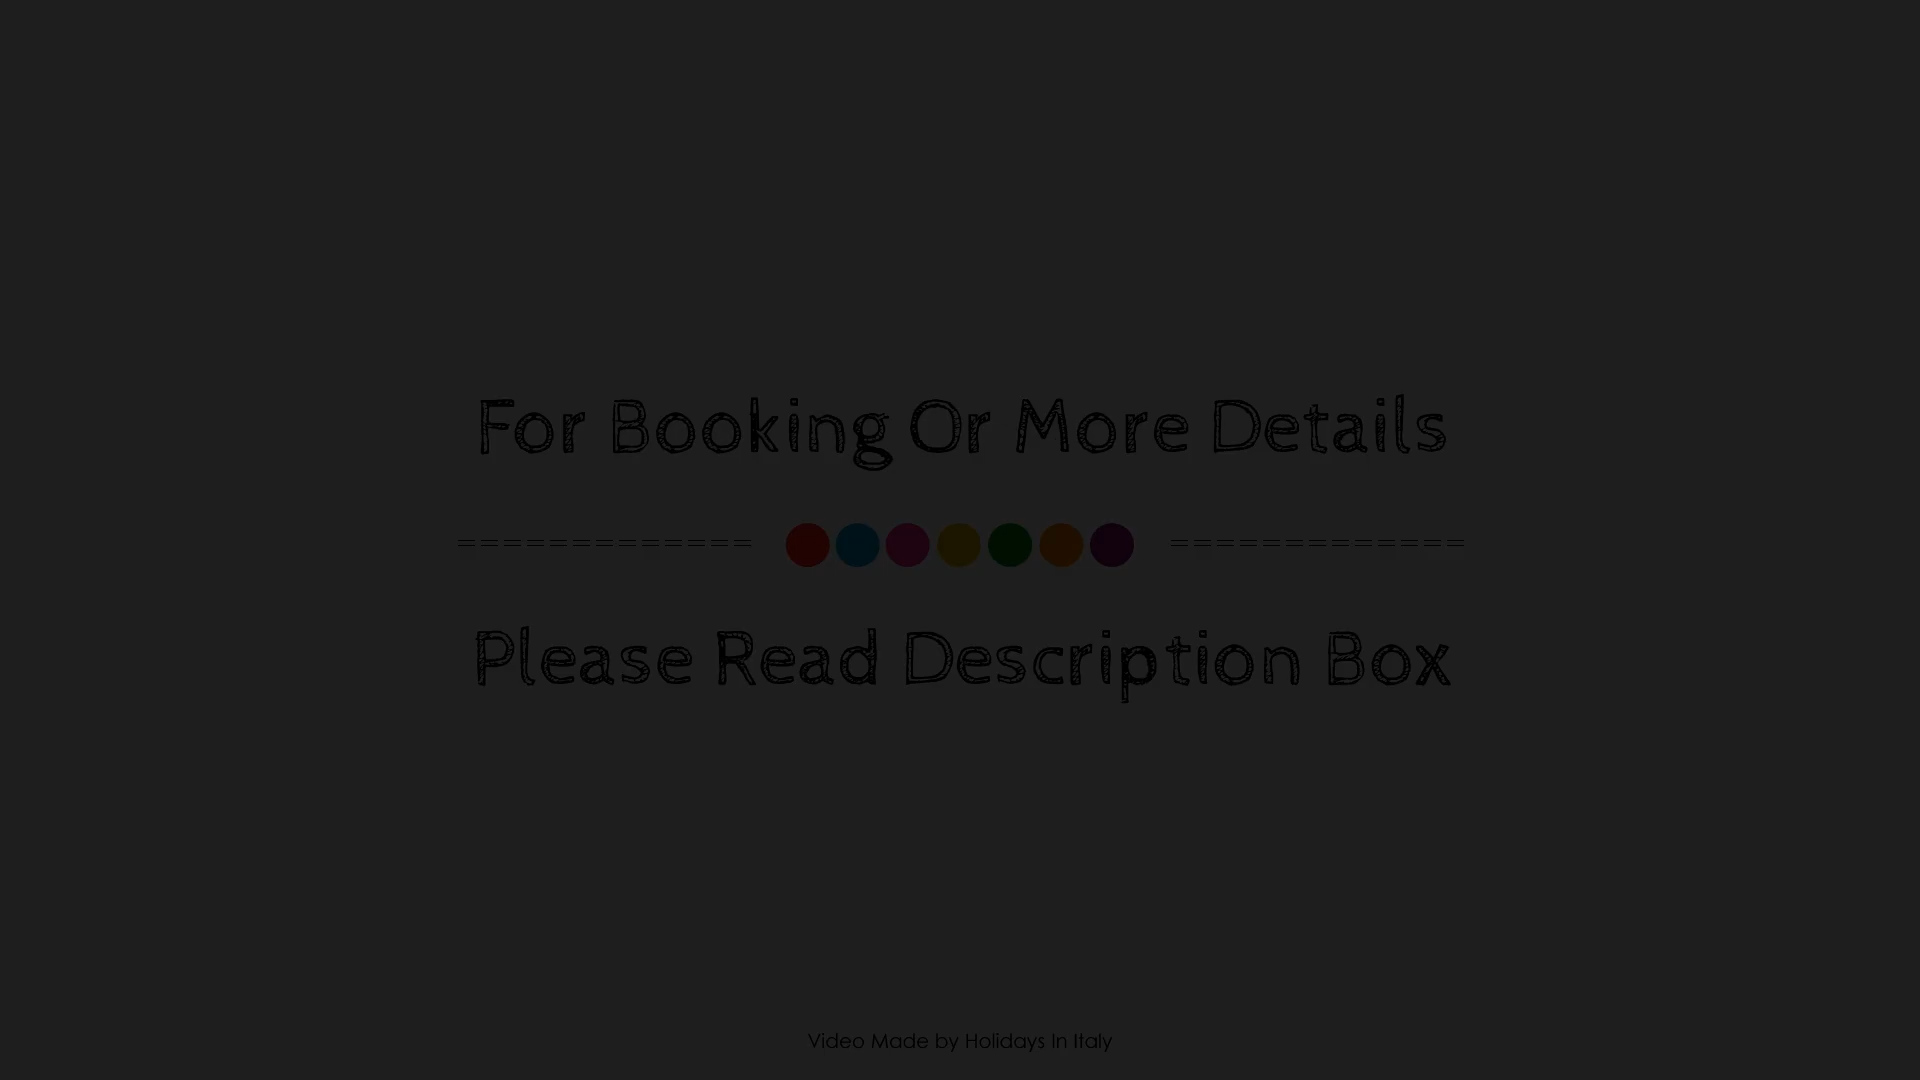 For Booking Or More Details
============= =============
Please Read Description Box
Video Made by Holidays In Italy